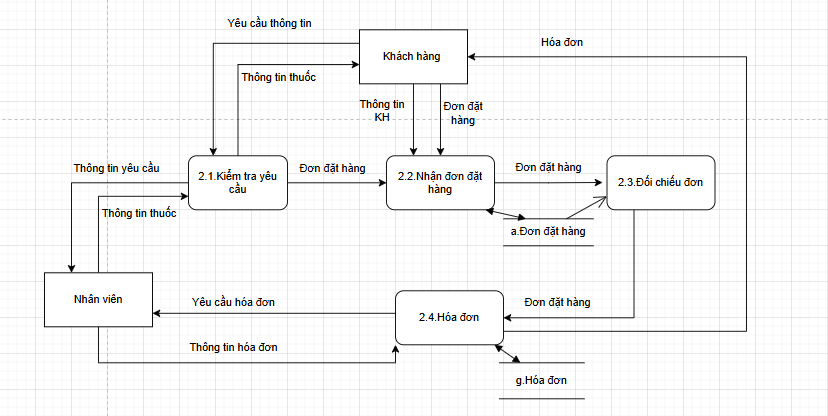 Yêu cầu thông tin
Khách hàng
Hóa đơn
Thông tin thuốc
Thông tin
KH
Đơn đặt
hàng
Thông tin yêu cầu
2.1.Kiểm tra yêu
cầu
Đơn đặt hàng
2.2.Nhận đơn đặt
hàng
Đơn đặt hàng
2.3.Đối chiếu đơn
Thông tin thuốc
a.Đơn đặt hàng
Nhân viên
Yêu cầu hóa đơn
2.4.Hóa đơn
Đơn đặt hàng
Thông tin hóa đơn
g.Hóa đơn